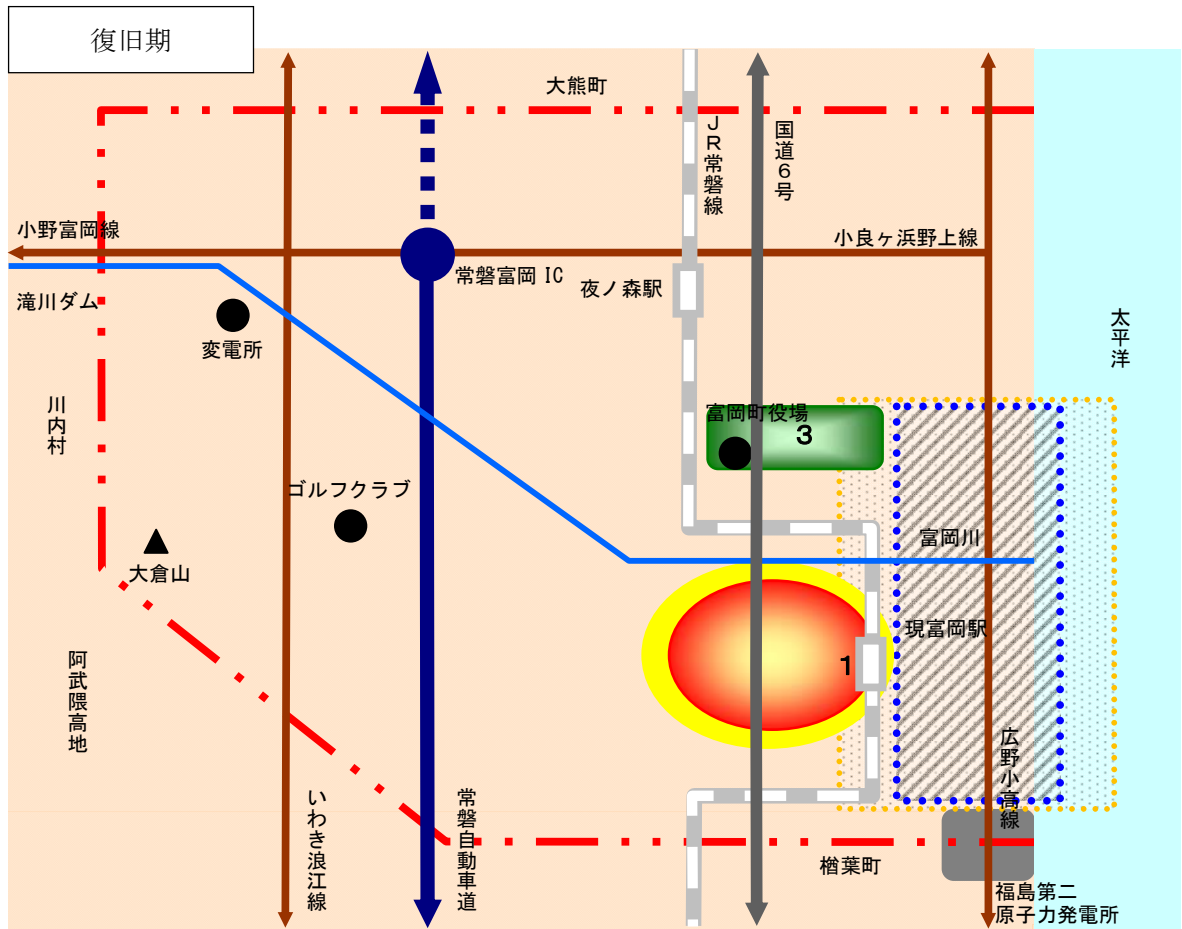 復旧期
大熊町
JR常磐線
国道6号
小野富岡線
小良ヶ浜野上線
常磐富岡 IC
夜ノ森駅
滝川ダム
変電所
太平洋
川内村
富岡町役場
3
ゴルフクラブ
富岡川
大倉山
現富岡駅
1
阿武隈高地
広野小高線
いわき浪江線
常磐自動車道
楢葉町
福島第二
原子力発電所